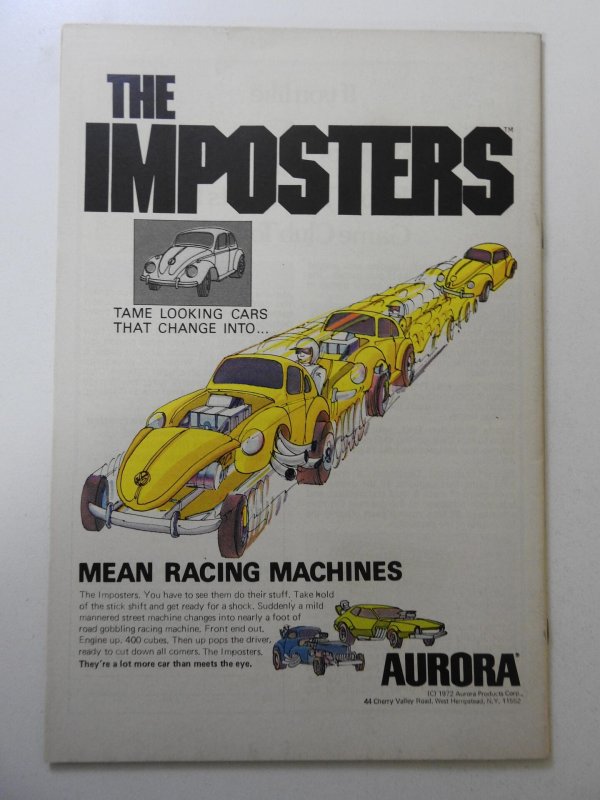 THE
IMPOSTERS™
TAME LOOKING CARS
THAT CHANGE INTO...
MEAN RACING MACHINES
The Imposters. You have to see them do their stuff. Take hold
of the stick shift and get ready for a shock. Suddenly a mild
mannered street machine changes into nearly a foot of
road gobbling racing machine. Front end out.
Engine up. 400 cubes. Then up pops the driver,
ready to cut down all comers. The Imposters.
They're a lot more car than meets the eye.
AURORA®
(C) 1972 Aurora Products Corp.,
44 Cherry Valley Road, West Hempstead, N.Y. 11552